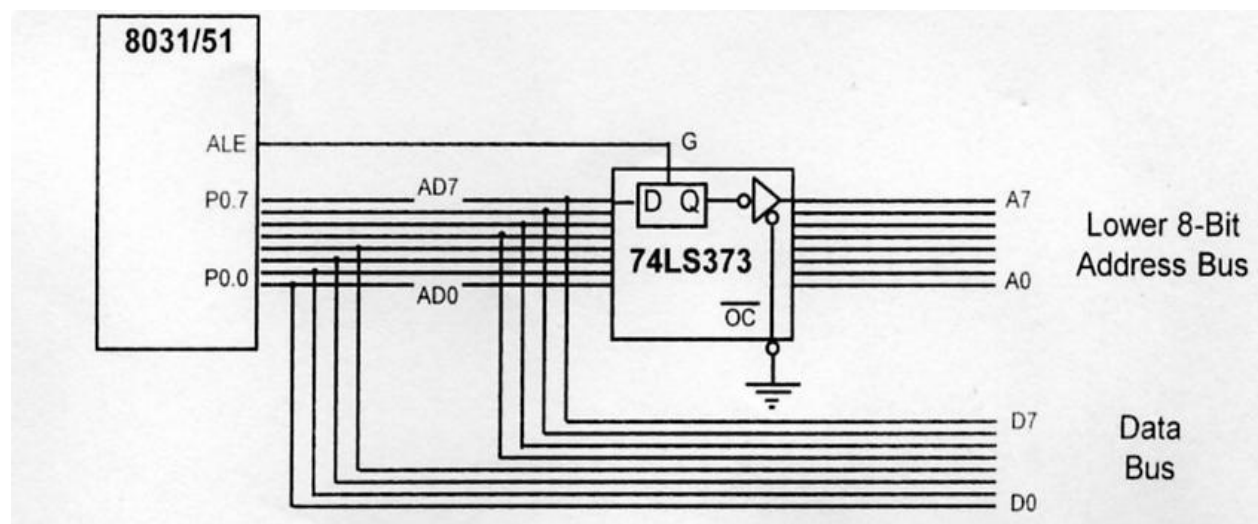 8031/51
ALE
G
P0.7
AD7
D Q
A7
74LS373
Lower 8-Bit
Address Bus
P0.0
AD0
A0
OC
D7
Data
Bus
D0